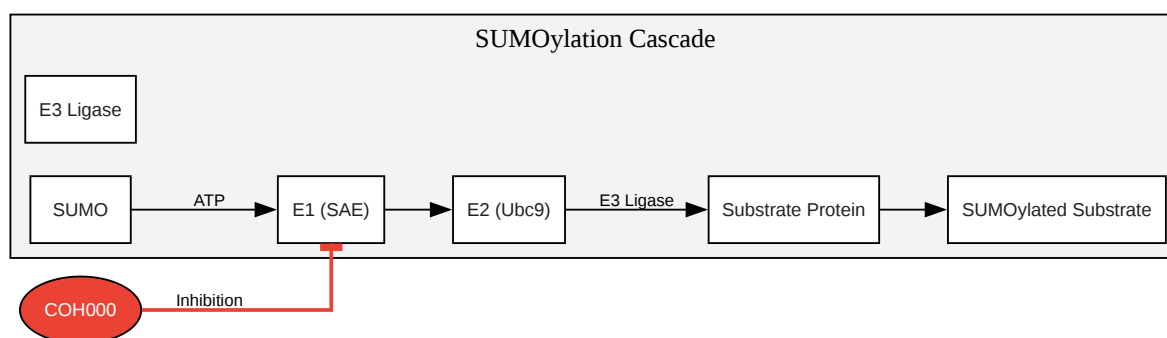 SUMOylation Cascade
E3 Ligase
SUMO
ATP
E1 (SAE)
E2 (Ubc9)
E3 Ligase
Substrate Protein
SUMOylated Substrate
COH000
Inhibition